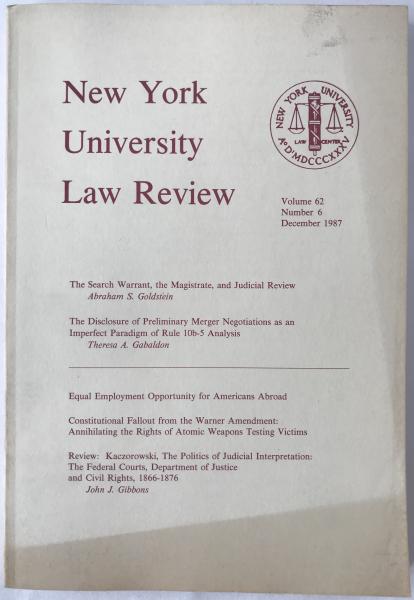 New York
University
Law Review
NEW YORK UNIVERSITY
LAW CENTER
A⁰D'MDCCCXXXV
Volume 62
Number 6
December 1987
The Search Warrant, the Magistrate, and Judicial Review
Abraham S. Goldstein
The Disclosure of Preliminary Merger Negotiations as an
Imperfect Paradigm of Rule 10b-5 Analysis
Theresa A. Gabaldon
Equal Employment Opportunity for Americans Abroad
Constitutional Fallout from the Warner Amendment:
Annihilating the Rights of Atomic Weapons Testing Victims
Review: Kaczorowski, The Politics of Judicial Interpretation:
The Federal Courts, Department of Justice
and Civil Rights, 1866-1876
John J. Gibbons